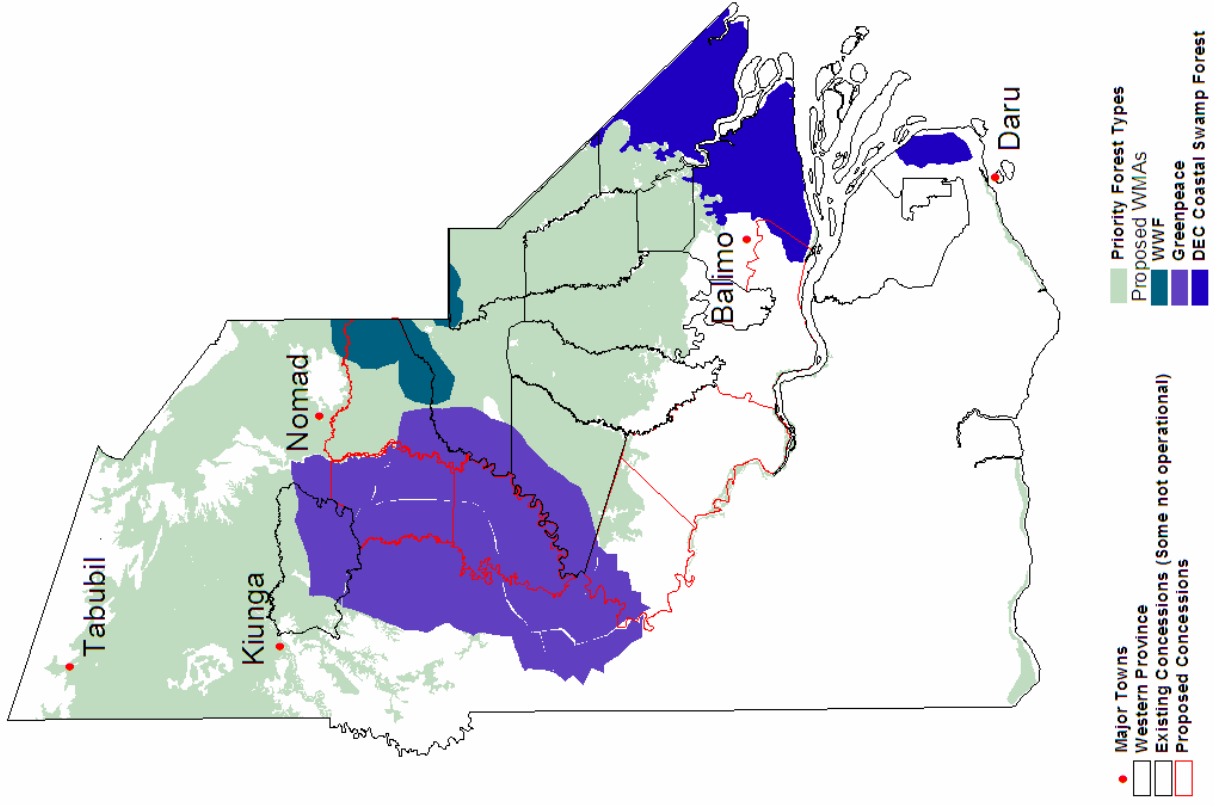 Tabubil
Kiunga
Nomad
Balimo
Daru
Major Towns
Western Province
Existing Concessions (Some not operational)
Proposed Concessions
Priority Forest Types
Proposed WMAs
WWF
Greenpeace
DEC Coastal Swamp Forest